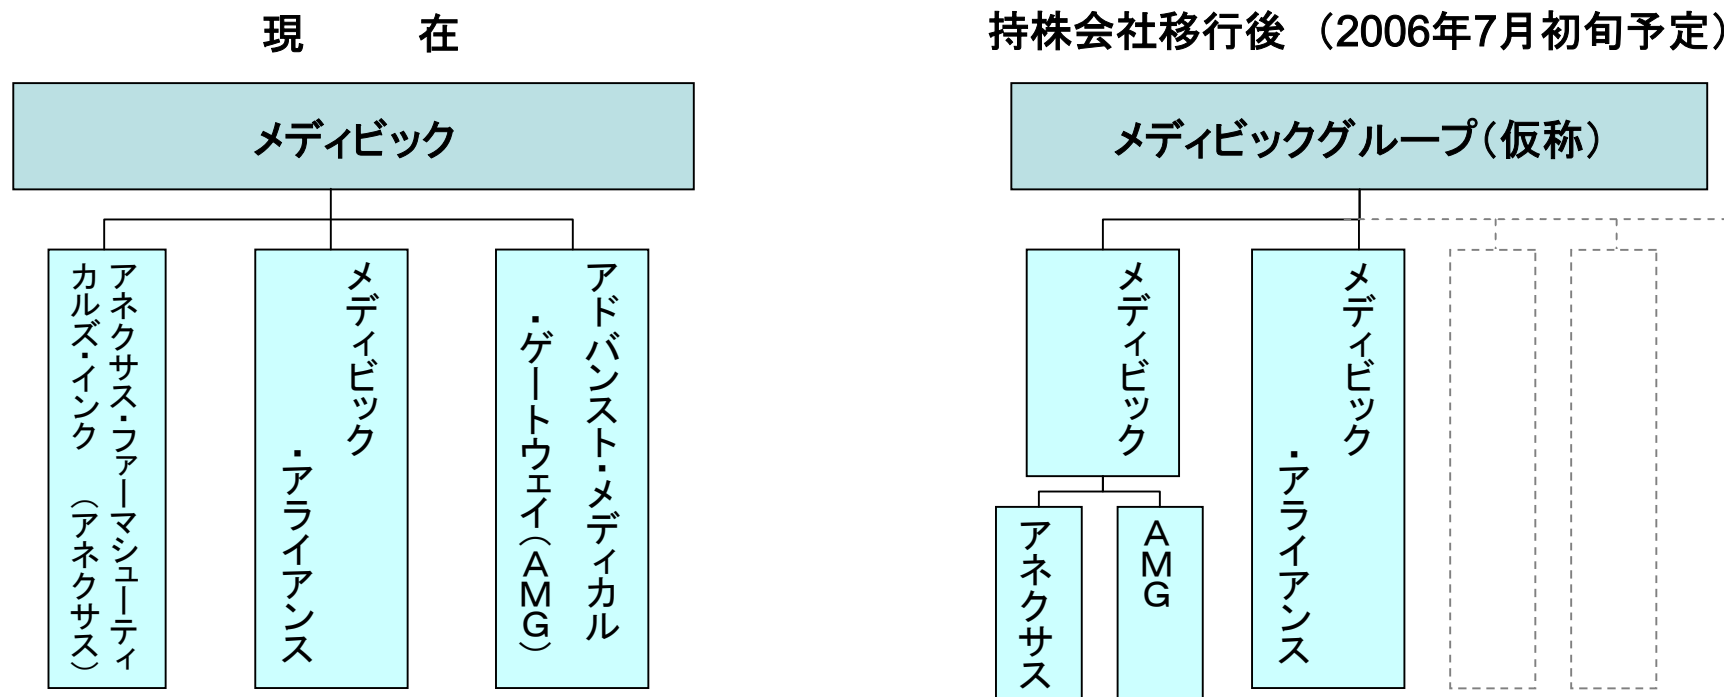 現 在
メディビック
アネクサス・ファーマシューティ
カルズ・インク （アネクサス）
メディビック
・アライアンス
アドバンスト・メディカル
・ゲートウェイ（ＡＭＧ）
持株会社移行後 （2006年7月初旬予定）
メディビックグループ（仮称）
メディビック
アネクサス
ＡＭＧ
メディビック
・アライアンス